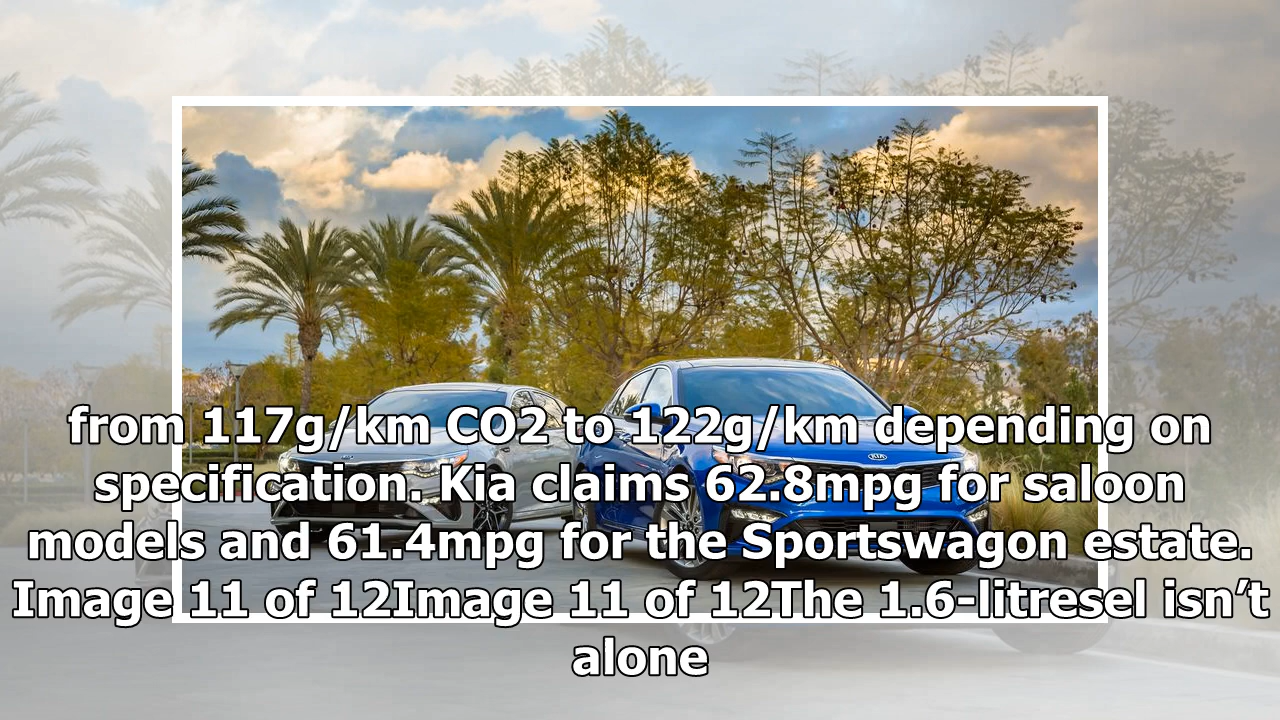 KIA
from 117g/km CO2 to 122g/km depending on
specification. Kia claims 62.8mpg for saloon
models and 61.4mpg for the Sportswagon estate.
Image 11 of 12Image 11 of 12The 1.6-litresel isn’t
alone